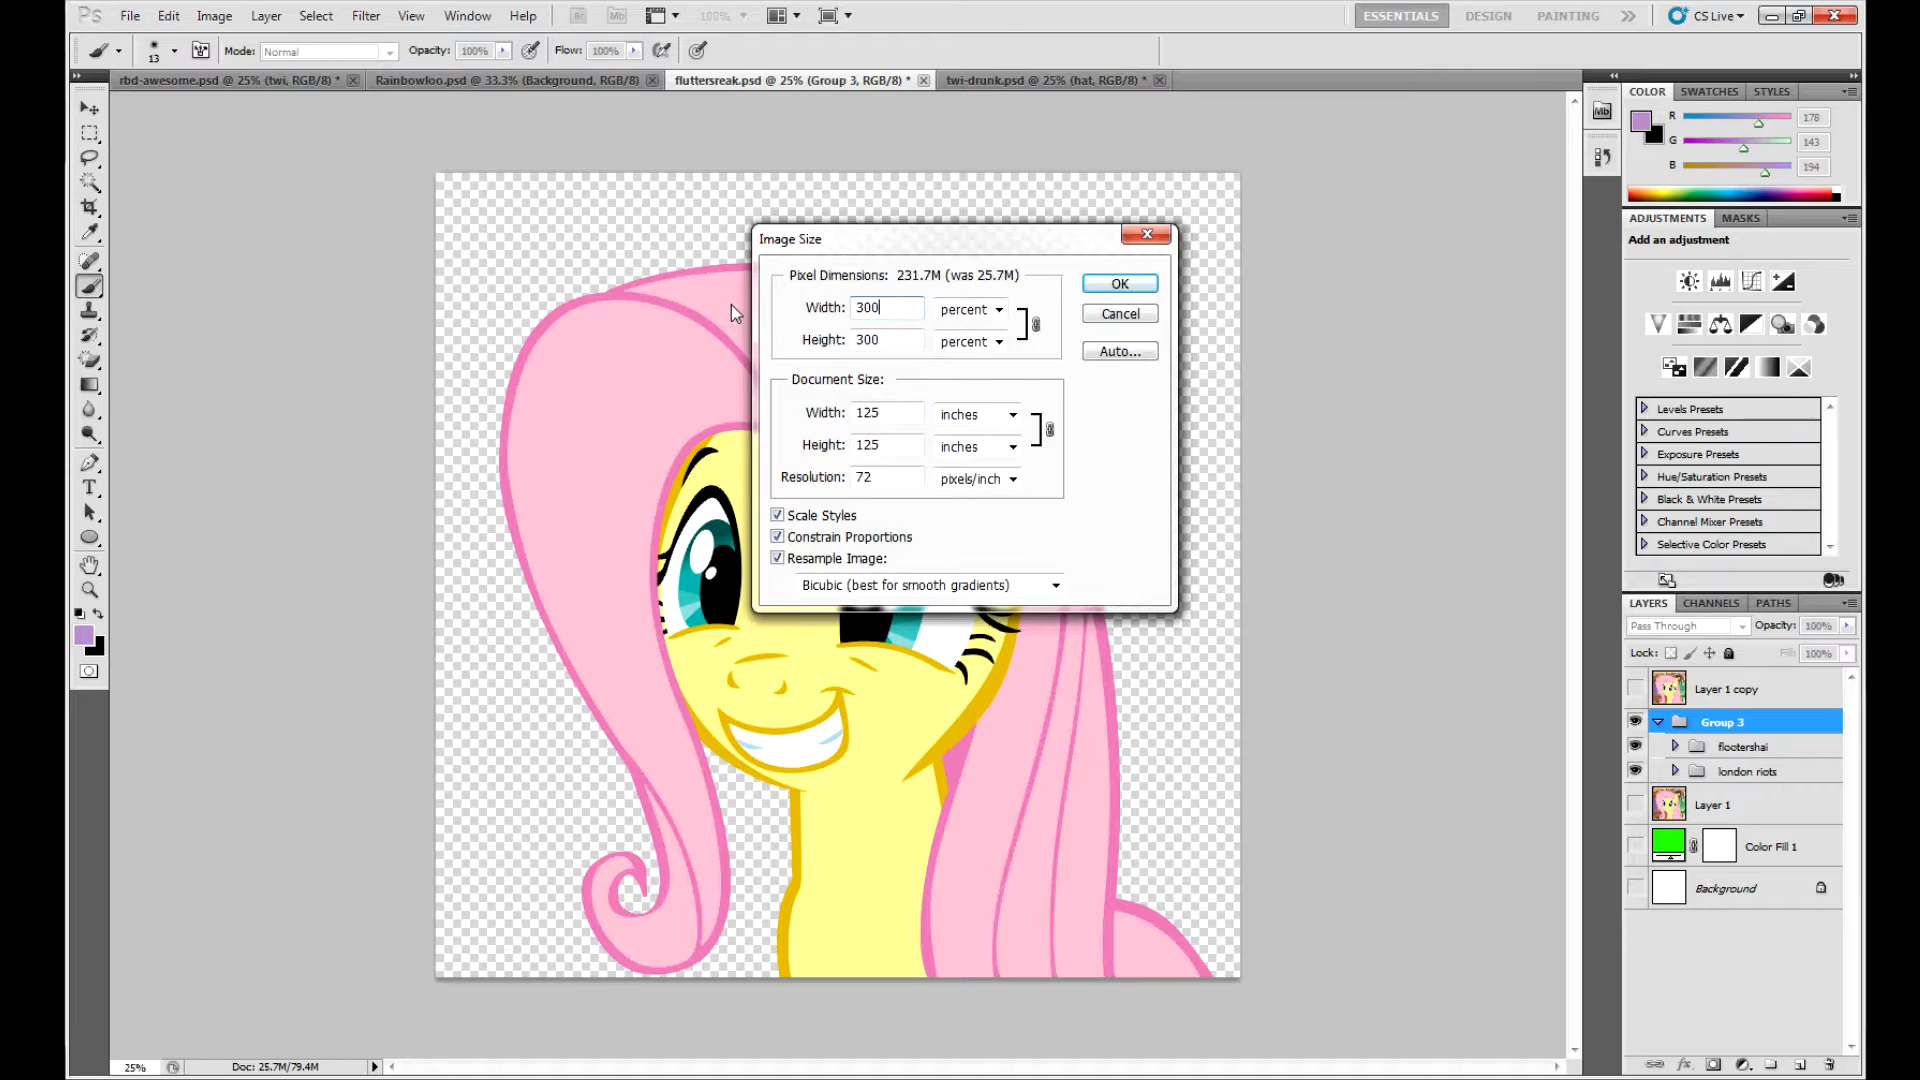 Ps File Edit Image Layer Select Filter View Window Help Br Mb 100% ESSENTIALS DESIGN PAINTING CS Live
13 Mode: Normal Opacity: 100% Flow: 100%
rbd-awesome.psd @ 25% (twi, RGB/8) * Rainbowloo.psd @ 33.3% (Background, RGB/8) fluttersreak.psd @ 25% (Group 3, RGB/8) * twi-drunk.psd @ 25% (hat, RGB/8) *
Image Size
Pixel Dimensions: 231.7M (was 25.7M)
Width: 300 percent
Height: 300 percent
OK
Cancel
Auto...
Document Size:
Width: 125 inches
Height: 125 inches
Resolution: 72 pixels/inch
Scale Styles
Constrain Proportions
Resample Image:
Bicubic (best for smooth gradients)
Mb
COLOR SWATCHES STYLES
R 178
G 143
B 194
ADJUSTMENTS MASKS
Add an adjustment
Levels Presets
Curves Presets
Exposure Presets
Hue/Saturation Presets
Black & White Presets
Channel Mixer Presets
Selective Color Presets
LAYERS CHANNELS PATHS
Pass Through Opacity: 100%
Lock: Fill: 100%
Layer 1 copy
Group 3
flootershai
london riots
Layer 1
Color Fill 1
Background
T
25% Doc: 25.7M/79.4M
fx